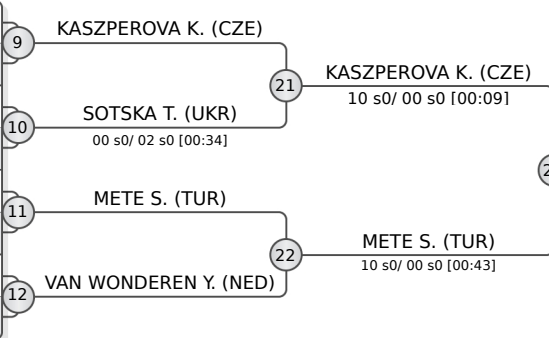 9
KASZPEROVA K. (CZE)
21
KASZPEROVA K. (CZE)
10 s0/ 00 s0 [00:09]
10
SOTSKA T. (UKR)
00 s0/ 02 s0 [00:34]
11
METE S. (TUR)
22
METE S. (TUR)
10 s0/ 00 s0 [00:43]
12
VAN WONDEREN Y. (NED)